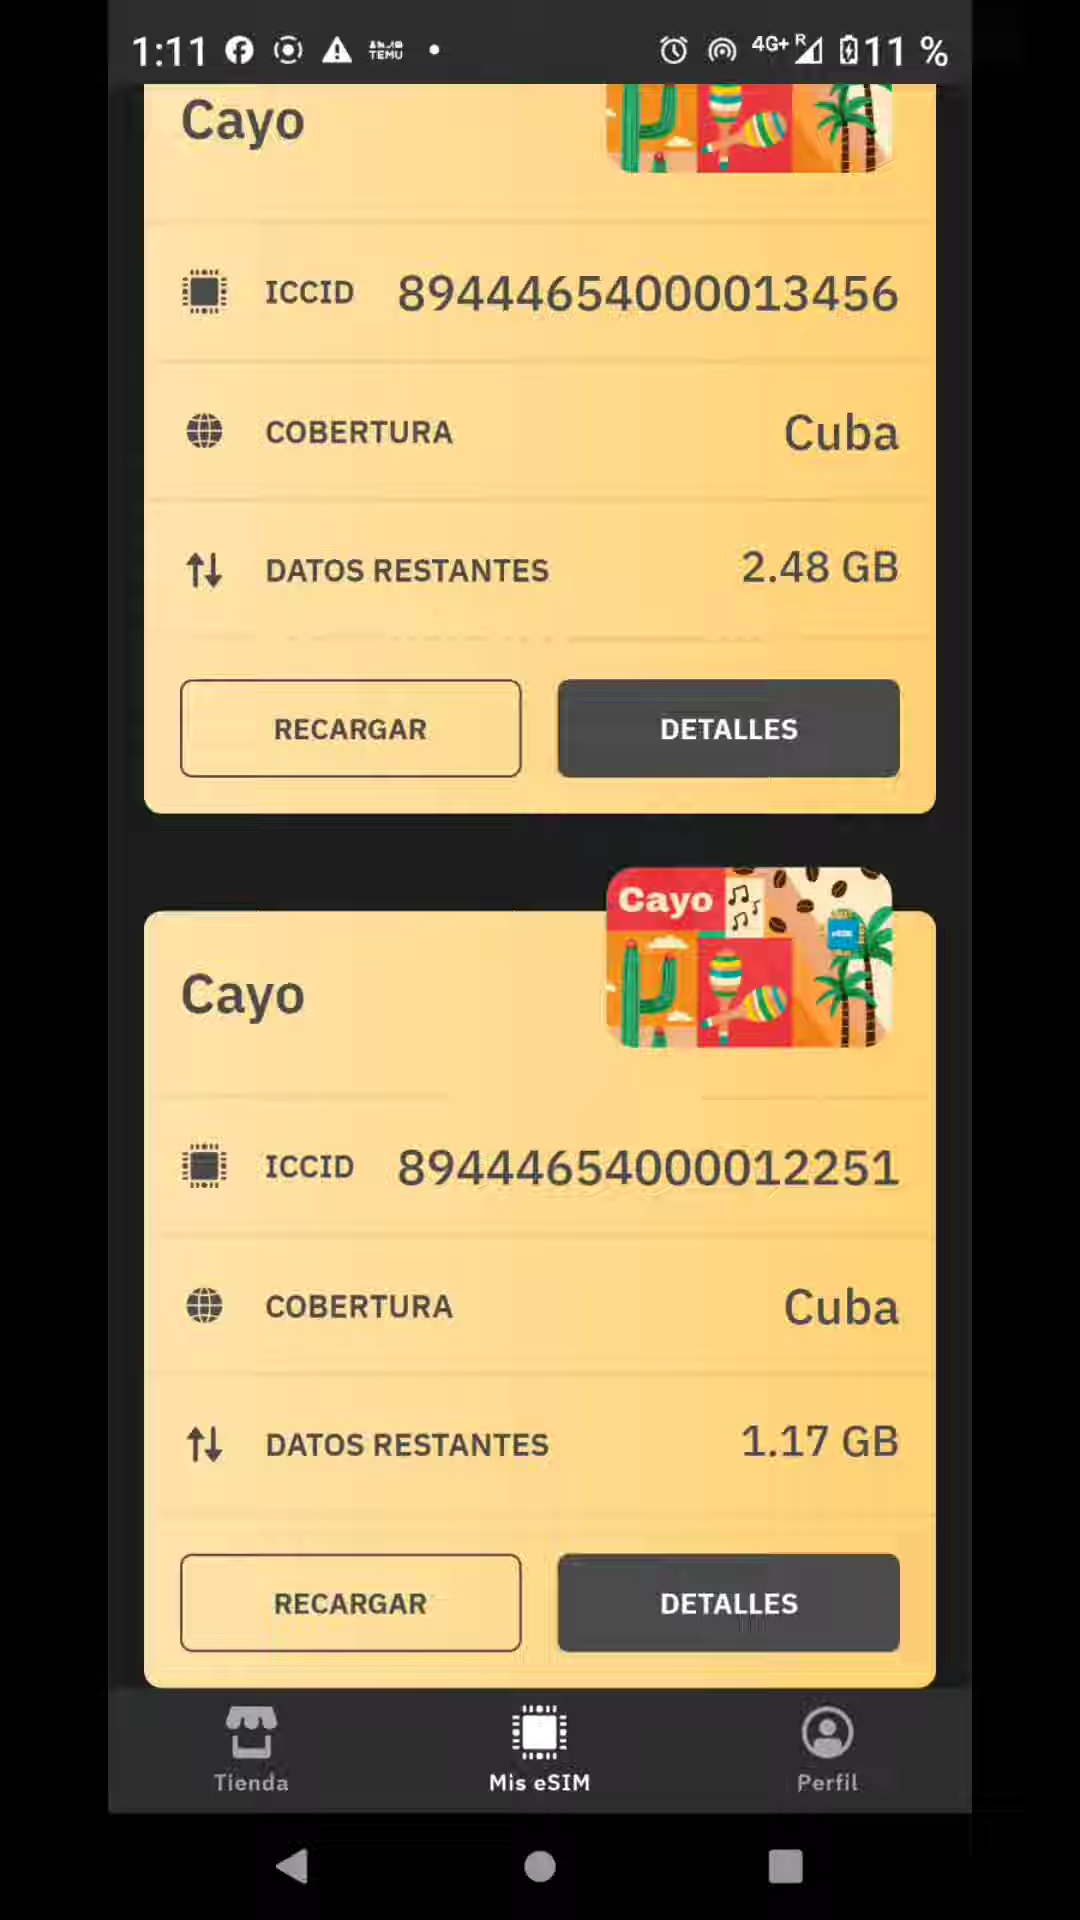 1:11 TEMU 4G+ R 11 %
Cayo
ICCID 89444654000013456
COBERTURA Cuba
DATOS RESTANTES 2.48 GB
RECARGAR DETALLES
Cayo
Cayo
ICCID 89444654000012251
COBERTURA Cuba
DATOS RESTANTES 1.17 GB
RECARGAR DETALLES
Tienda Mis eSIM Perfil